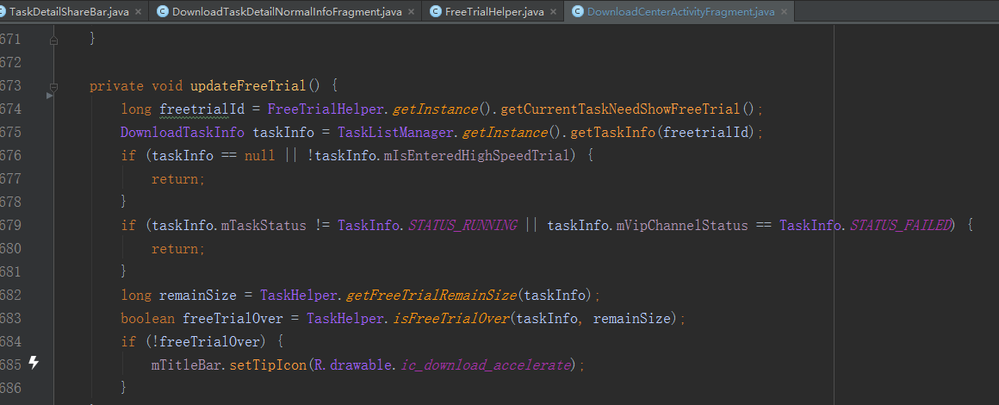 TaskDetailShareBar.java × DownloadTaskDetailNormalInfoFragment.java × FreeTrialHelper.java × DownloadCenterActivityFragment.java ×
671 }
672
673 private void updateFreeTrial() {
674 long freetrialId = FreeTrialHelper.getInstance().getCurrentTaskNeedShowFreeTrial();
675 DownloadTaskInfo taskInfo = TaskListManager.getInstance().getTaskInfo(freetrialId);
676 if (taskInfo == null || !taskInfo.mIsEnteredHighSpeedTrial) {
677 return;
678 }
679 if (taskInfo.mTaskStatus != TaskInfo.STATUS_RUNNING || taskInfo.mVipChannelStatus == TaskInfo.STATUS_FAILED) {
680 return;
681 }
682 long remainSize = TaskHelper.getFreeTrialRemainSize(taskInfo);
683 boolean freeTrialOver = TaskHelper.isFreeTrialOver(taskInfo, remainSize);
684 if (!freeTrialOver) {
685 mTitleBar.setTipIcon(R.drawable.ic_download_accelerate);
686 }